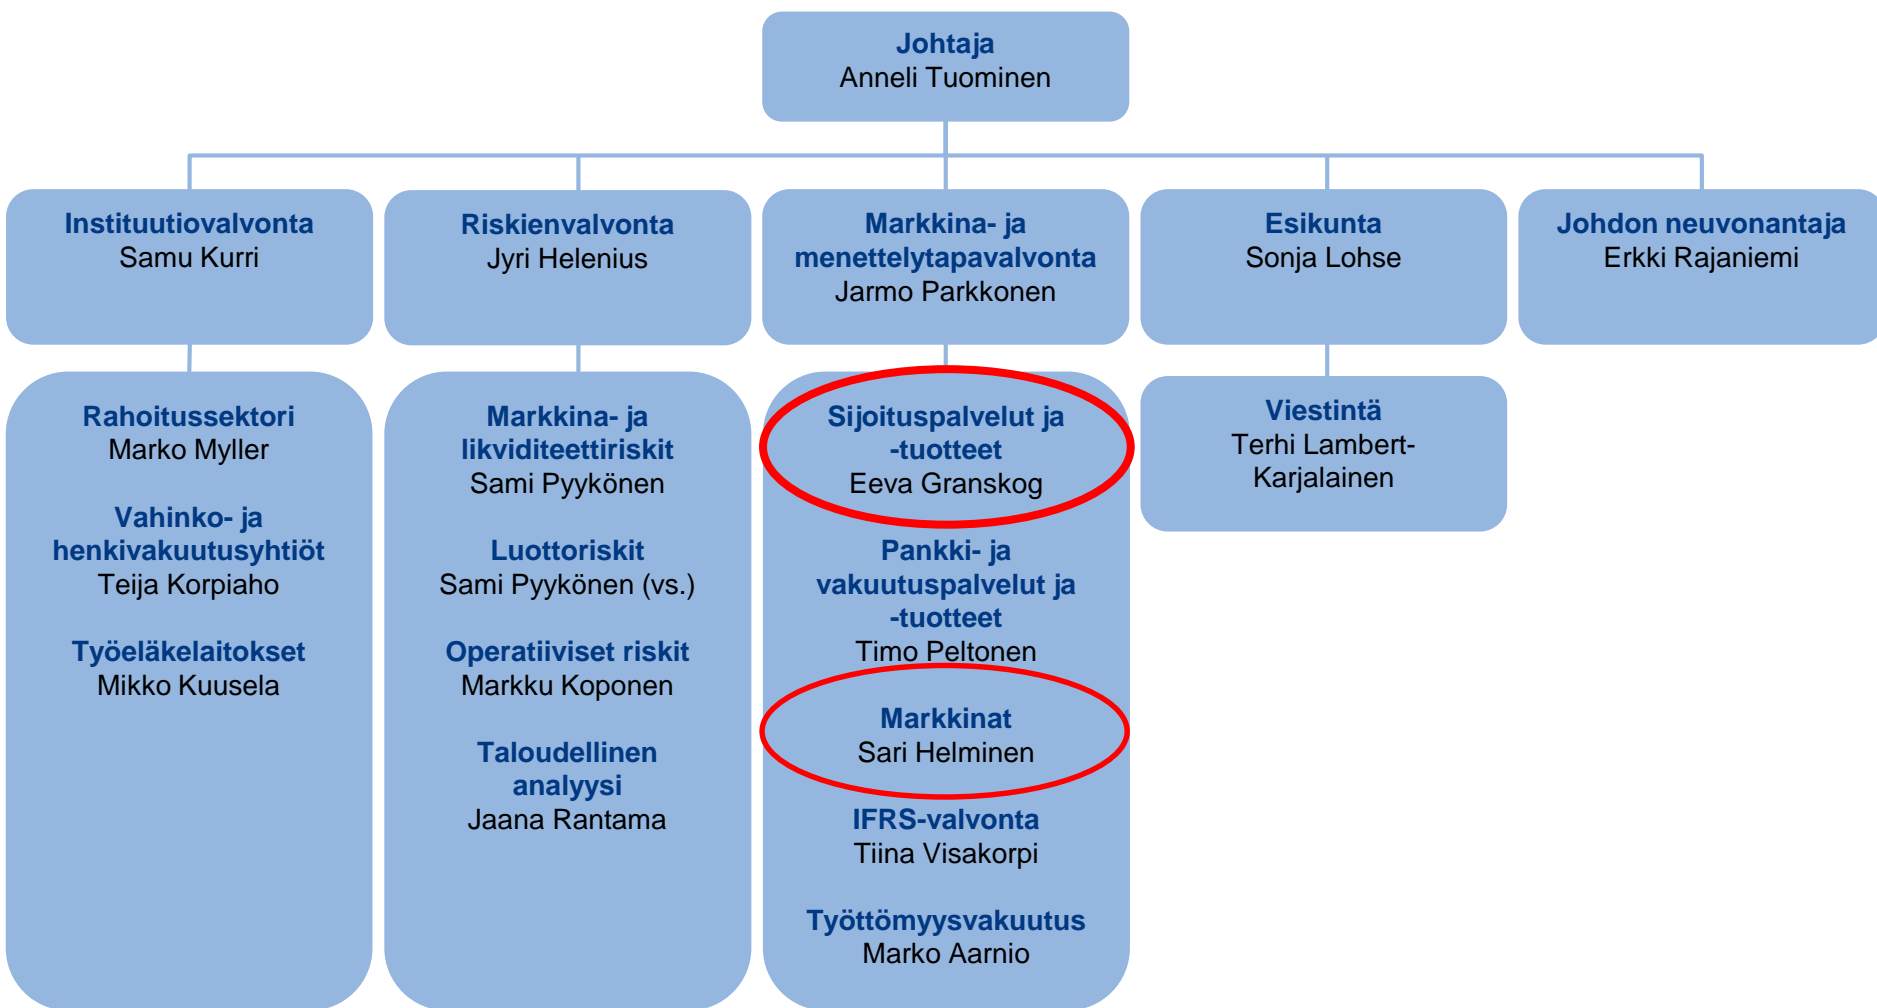 Johtaja
Anneli Tuominen
Instituutiovalvonta
Samu Kurri
Riskienvalvonta
Jyri Helenius
Markkina- ja
menettelytapavalvonta
Jarmo Parkkonen
Esikunta
Sonja Lohse
Johdon neuvonantaja
Erkki Rajaniemi
Rahoitussektori
Marko Myller
Vahinko- ja
henkivakuutusyhtiöt
Teija Korpiaho
Työeläkelaitokset
Mikko Kuusela
Markkina- ja
likviditeettiriskit
Sami Pyykönen
Luottoriskit
Sami Pyykönen (vs.)
Operatiiviset riskit
Markku Koponen
Taloudellinen
analyysi
Jaana Rantama
Sijoituspalvelut ja
-tuotteet
Eeva Granskog
Pankki- ja
vakuutuspalvelut ja
-tuotteet
Timo Peltonen
Markkinat
Sari Helminen
IFRS-valvonta
Tiina Visakorpi
Työttömyysvakuutus
Marko Aarnio
Viestintä
Terhi Lambert-
Karjalainen